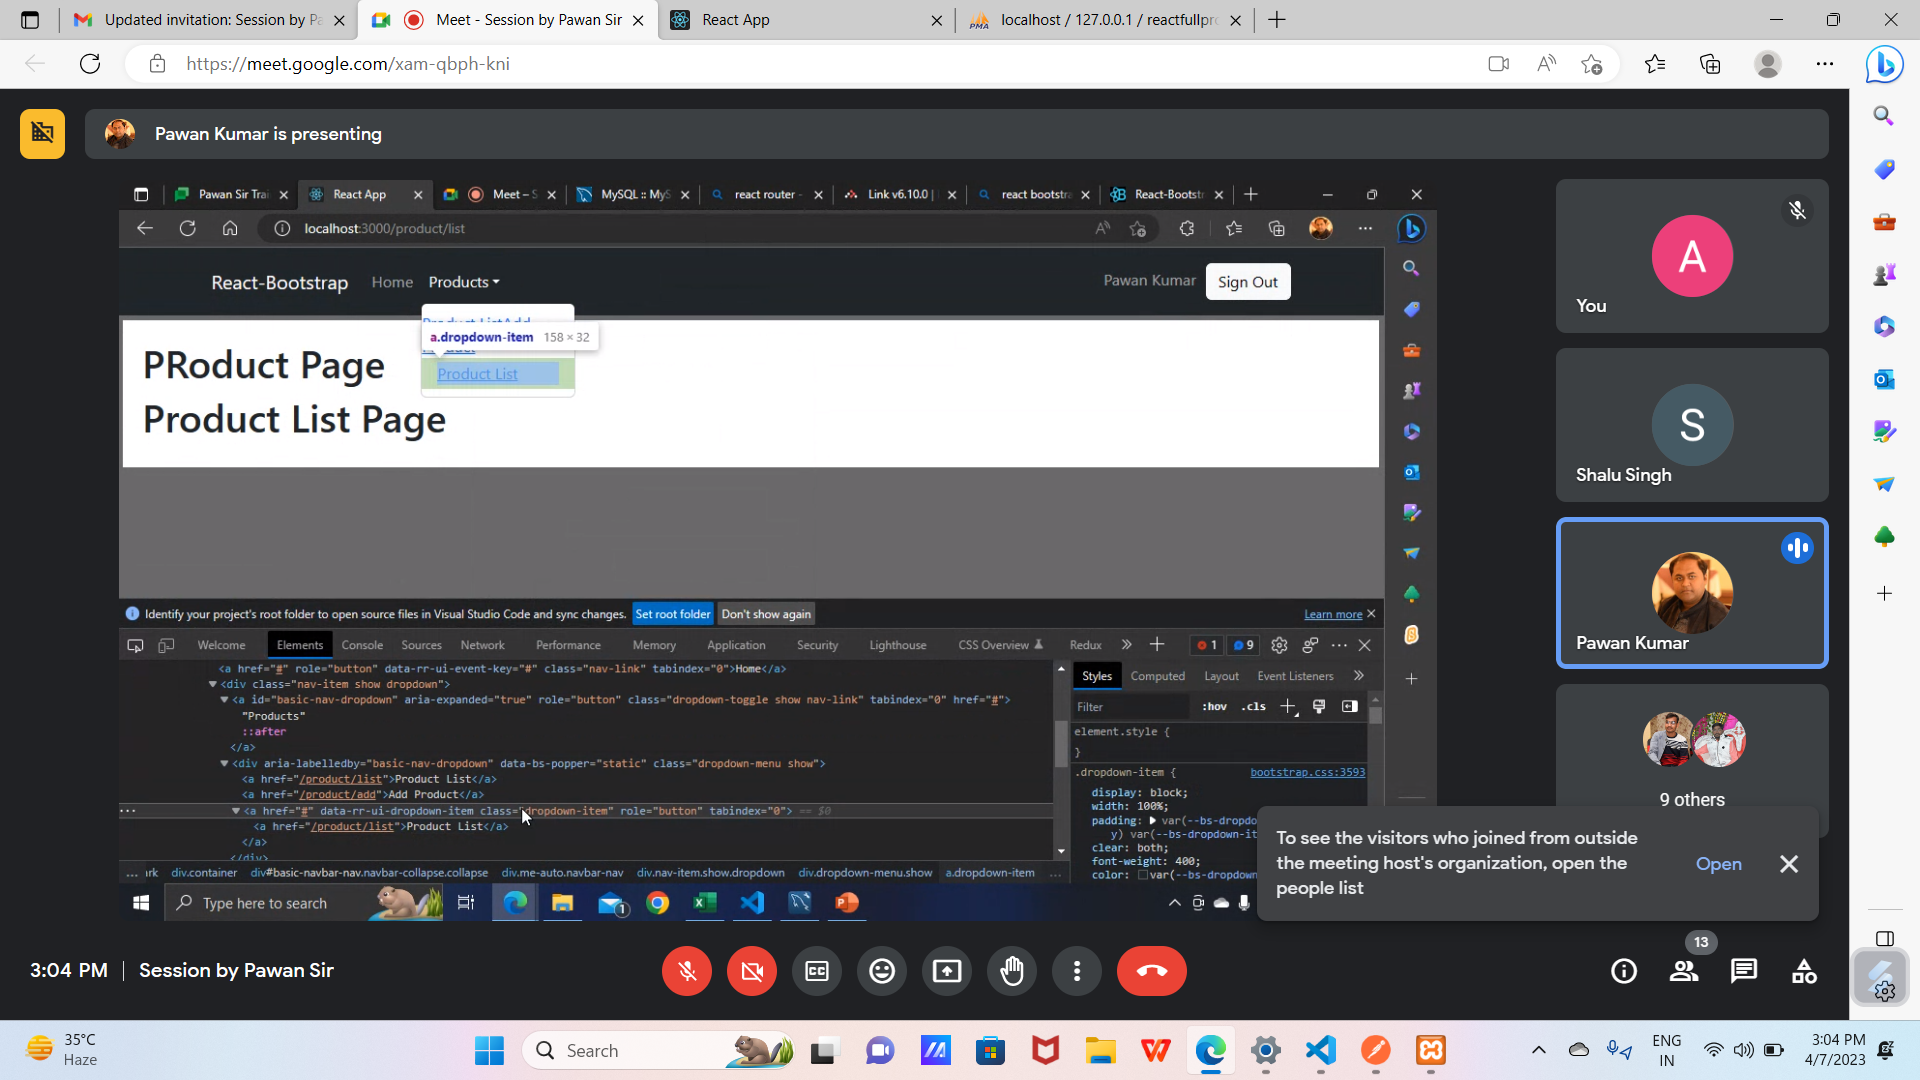 Updated invitation: Session by Pa
Meet - Session by Pawan Sir
React App
localhost / 127.0.0.1 / reactfullpro
https://meet.google.com/xam-qbph-kni
Pawan Kumar is presenting
Pawan Sir Trai
React App
Meet – S
MySQL :: MyS
react router -
Link v6.10.0 |
react bootstra
React-Bootstr
localhost:3000/product/list
React-Bootstrap
Home
Products
Pawan Kumar
Sign Out
a.dropdown-item 158 × 32
Product List
PRoduct Page
Product List Page
Identify your project's root folder to open source files in Visual Studio Code and sync changes.
Set root folder
Don't show again
Learn more
Welcome
Elements
Console
Sources
Network
Performance
Memory
Application
Security
Lighthouse
CSS Overview
Redux
1
9
<a href="#" role="button" data-rr-ui-event-key="#" class="nav-link" tabindex="0">Home</a>
<div class="nav-item show dropdown">
<a id="basic-nav-dropdown" aria-expanded="true" role="button" class="dropdown-toggle show nav-link" tabindex="0" href="#">
"Products"
::after
</a>
<div aria-labelledby="basic-nav-dropdown" data-bs-popper="static" class="dropdown-menu show">
<a href="/product/list">Product List</a>
<a href="/product/add">Add Product</a>
<a href="#" data-rr-ui-dropdown-item class="dropdown-item" role="button" tabindex="0"> == $0
<a href="/product/list">Product List</a>
</a>
</div>
... rk
div.container
div#basic-navbar-nav.navbar-collapse.collapse
div.me-auto.navbar-nav
div.nav-item.show.dropdown
div.dropdown-menu.show
a.dropdown-item
Styles
Computed
Layout
Event Listeners
Filter
:hov
.cls
element.style {
}
.dropdown-item {
bootstrap.css:3593
display: block;
width: 100%;
padding: var(--bs-dropdo
y) var(--bs-dropdown-it
clear: both;
font-weight: 400;
color: var(--bs-dropdo
Type here to search
1
You
A
Shalu Singh
S
Pawan Kumar
9 others
To see the visitors who joined from outside
the meeting host's organization, open the
people list
Open
3:04 PM | Session by Pawan Sir
13
35°C
Haze
Search
ENG
IN
3:04 PM
4/7/2023